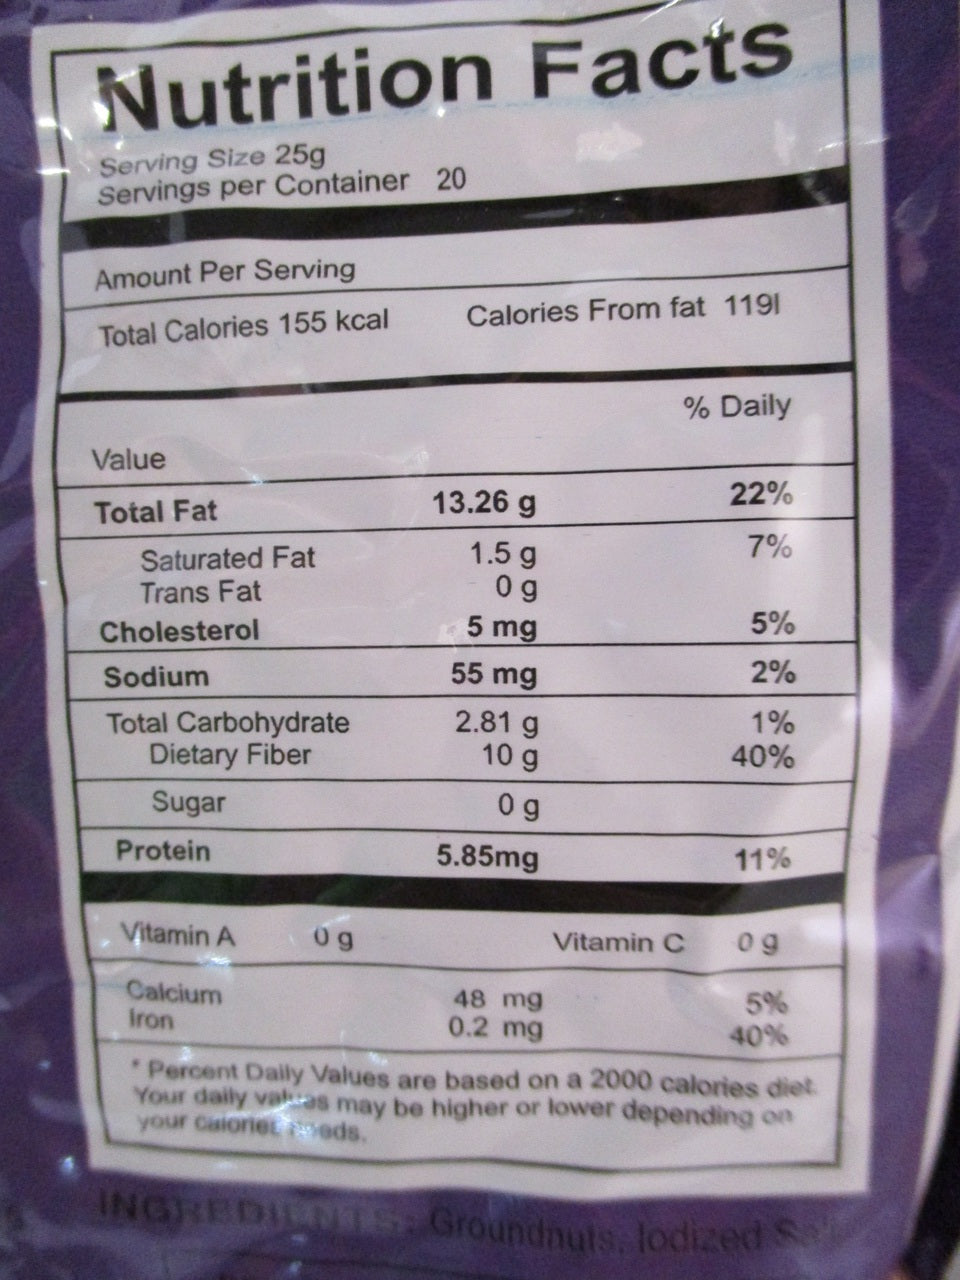 Nutrition Facts
Serving Size 25g
Servings per Container 20
Amount Per Serving
Total Calories 155 kcal Calories From fat 119l
% Daily
Value
Total Fat 13.26 g 22%
Saturated Fat 1.5 g 7%
Trans Fat 0 g
Cholesterol 5 mg 5%
Sodium 55 mg 2%
Total Carbohydrate 2.81 g 1%
Dietary Fiber 10 g 40%
Sugar 0 g
Protein 5.85mg 11%
Vitamin A 0 g Vitamin C 0 g
Calcium 48 mg 5%
Iron 0.2 mg 40%
* Percent Daily Values are based on a 2000 calories diet.
Your daily values may be higher or lower depending on
your calories needs.
INGREDIENTS: Groundnuts, Iodized